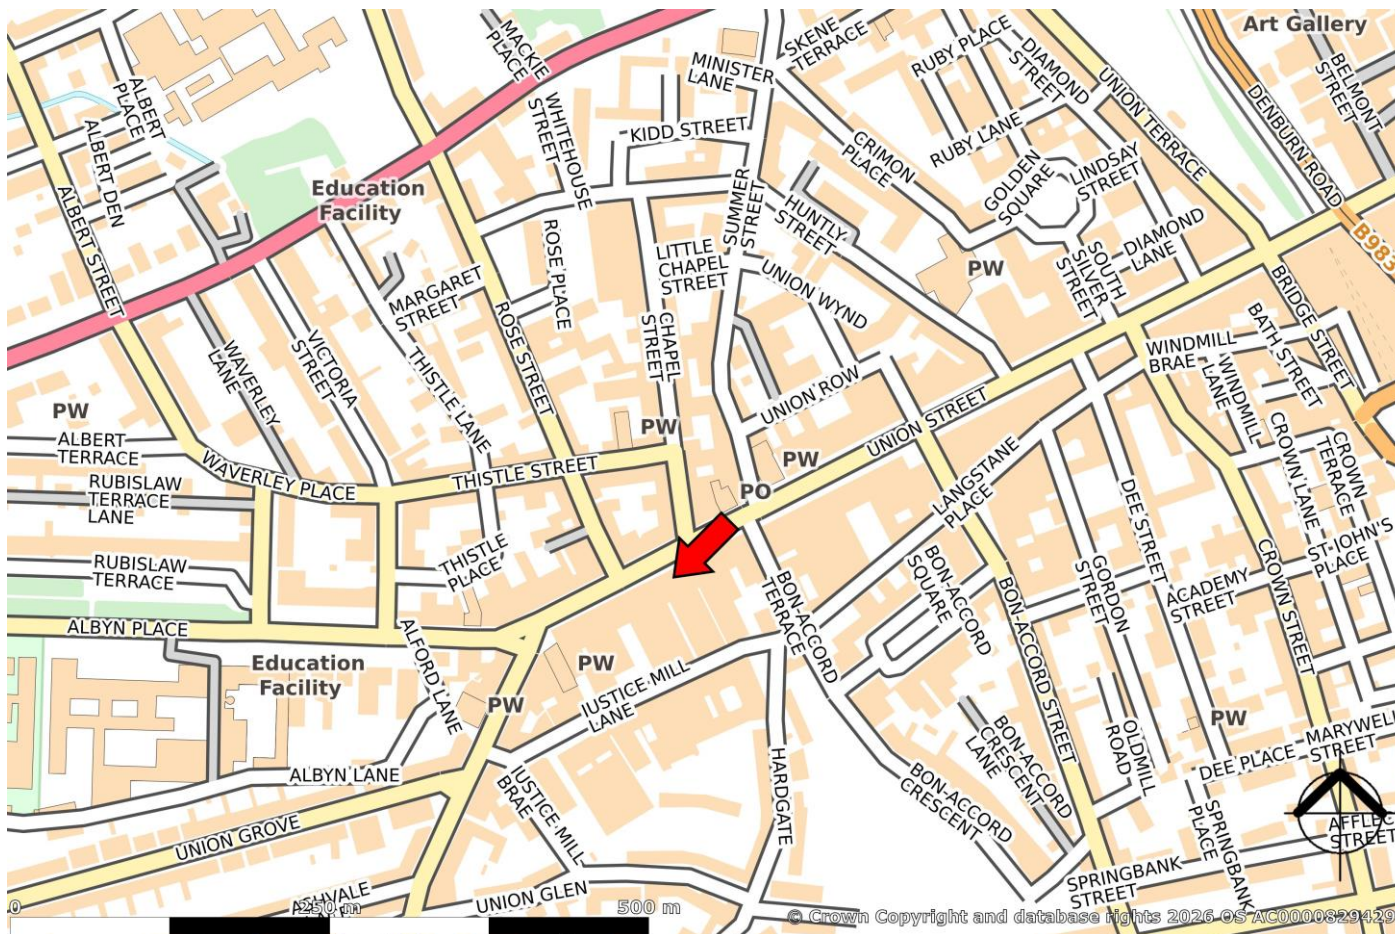 Art Gallery
MACKIE
PLACE
SKENE
TERRACE
RUBY PLACE
DIAMOND
STREET
UNION TERRACE
BELMONT
STREET
MINISTER
LANE
DENBURN ROAD
ALBERT
PLACE
ALBERT DEN
WHITEHOUSE
STREET
KIDD STREET
CRIMON
PLACE
RUBY LANE
GOLDEN
SQUARE
LINDSAY
STREET
Education
Facility
ALBERT STREET
ROSE PLACE
SUMMER
STREET
HUNTLY
STREET
LITTLE
CHAPEL
STREET
DIAMOND
LANE
SOUTH
SILVER
STREET
B983
PW
MARGARET
STREET
UNION WYND
BRIDGE STREET
BATH STREET
WINDMILL
BRAE
WINDMILL
LANE
WAVERLEY
LANE
VICTORIA
STREET
THISTLE LANE
ROSE STREET
CHAPEL
STREET
UNION ROW
UNION STREET
PW
PW
PW
ALBERT
TERRACE
WAVERLEY PLACE
THISTLE STREET
RUBISLAW
TERRACE
LANE
PO
LANGSTANE
PLACE
DEE STREET
CROWN LANE
CROWN
TERRACE
ST JOHN'S
PLACE
RUBISLAW
TERRACE
THISTLE
PLACE
BON-ACCORD
TERRACE
BON-ACCORD
SQUARE
GORDON
STREET
ACADEMY
STREET
CROWN STREET
ALBYN PLACE
ALFORD LANE
Education
Facility
PW
PW
JUSTICE MILL
LANE
BON-ACCORD STREET
PW
BON-ACCORD
CRESCENT
LANE
OLDMILL
ROAD
MARYWELL
STREET
DEE PLACE
ALBYN LANE
JUSTICE MILL
BRAE
HARDGATE
BON-ACCORD
CRESCENT
SPRINGBANK
PLACE
AFFLEC
STREET
UNION GROVE
SPRINGBANK
STREET
ASHVALE
UNION GLEN
0
250 m
500 m
© Crown Copyright and database rights 2026 OS AC0000829429